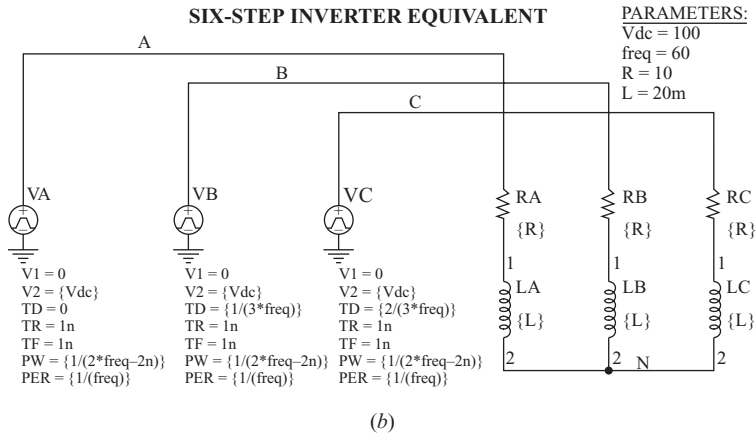 SIX-STEP INVERTER EQUIVALENT
PARAMETERS:
Vdc = 100
freq = 60
R = 10
L = 20m
A
B
C
VA
VB
VC
RA
RB
RC
{R}
{R}
{R}
1
1
1
LA
LB
LC
{L}
{L}
{L}
2
2
2
N
V1 = 0
V2 = {Vdc}
TD = 0
TR = 1n
TF = 1n
PW = {1/(2*freq–2n)}
PER = {1/(freq)}
V1 = 0
V2 = {Vdc}
TD = {1/(3*freq)}
TR = 1n
TF = 1n
PW = {1/(2*freq–2n)}
PER = {1/(freq)}
V1 = 0
V2 = {Vdc}
TD = {2/(3*freq)}
TR = 1n
TF = 1n
PW = {1/(2*freq–2n)}
PER = {1/(freq)}
(b)